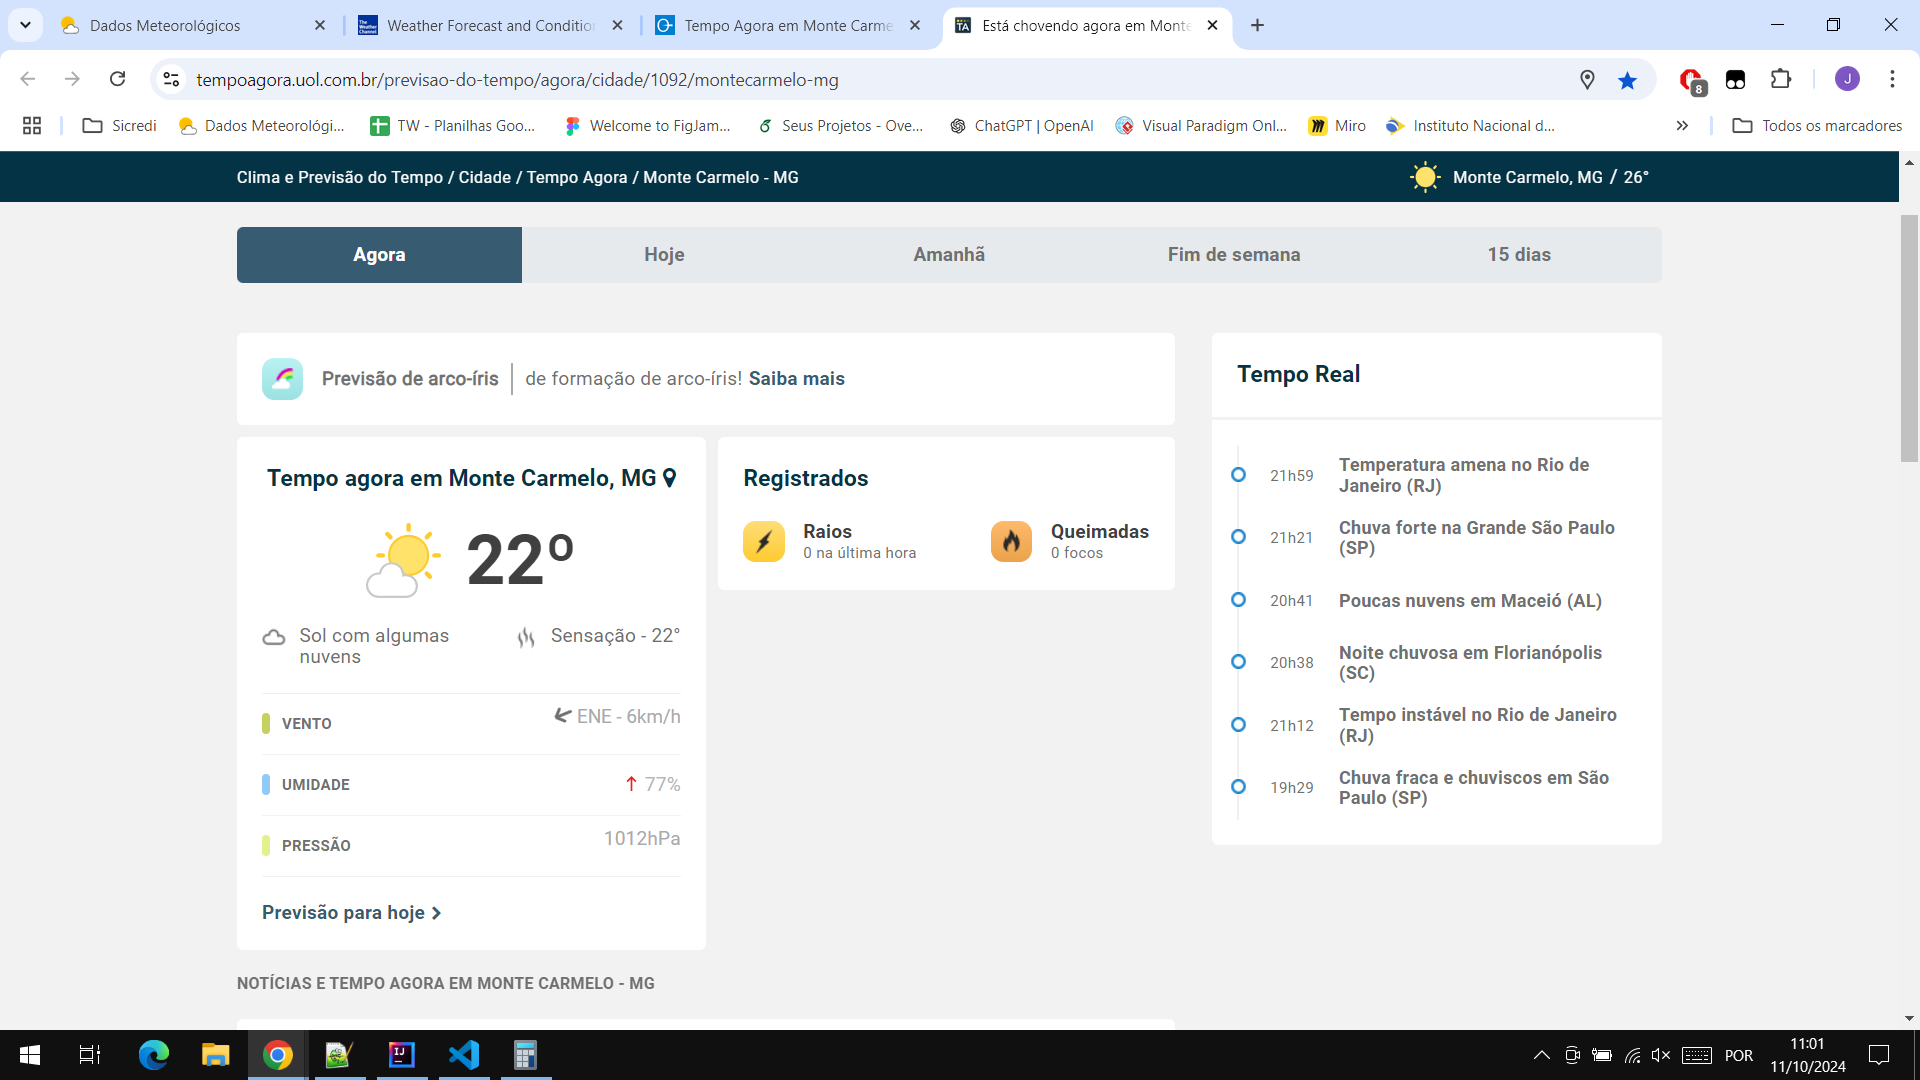 Dados Meteorológicos
Weather Forecast and Condition
Tempo Agora em Monte Carme
Está chovendo agora em Monte
tempoagora.uol.com.br/previsao-do-tempo/agora/cidade/1092/montecarmelo-mg
8
J
Sicredi
Dados Meteorológi...
TW - Planilhas Goo...
Welcome to FigJam...
Seus Projetos - Ove...
ChatGPT | OpenAI
Visual Paradigm Onl...
Miro
Instituto Nacional d...
Todos os marcadores
Clima e Previsão do Tempo / Cidade / Tempo Agora / Monte Carmelo - MG
Monte Carmelo, MG / 26°
Agora
Hoje
Amanhã
Fim de semana
15 dias
Previsão de arco-íris
de formação de arco-íris! Saiba mais
Tempo agora em Monte Carmelo, MG
22º
Sol com algumas
nuvens
Sensação - 22°
VENTO
ENE - 6km/h
UMIDADE
77%
PRESSÃO
1012hPa
Previsão para hoje
Registrados
Raios
0 na última hora
Queimadas
0 focos
Tempo Real
21h59
Temperatura amena no Rio de
Janeiro (RJ)
21h21
Chuva forte na Grande São Paulo
(SP)
20h41
Poucas nuvens em Maceió (AL)
20h38
Noite chuvosa em Florianópolis
(SC)
21h12
Tempo instável no Rio de Janeiro
(RJ)
19h29
Chuva fraca e chuviscos em São
Paulo (SP)
NOTÍCIAS E TEMPO AGORA EM MONTE CARMELO - MG
POR
11:01
11/10/2024